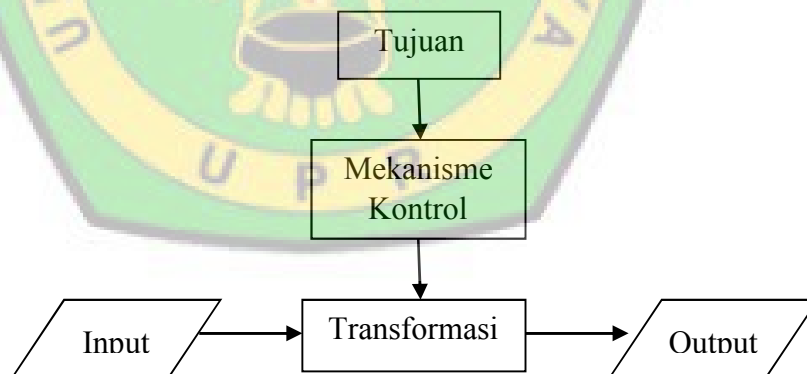 Tujuan
Mekanisme
Kontrol
U P R
Input
Transformasi
Output